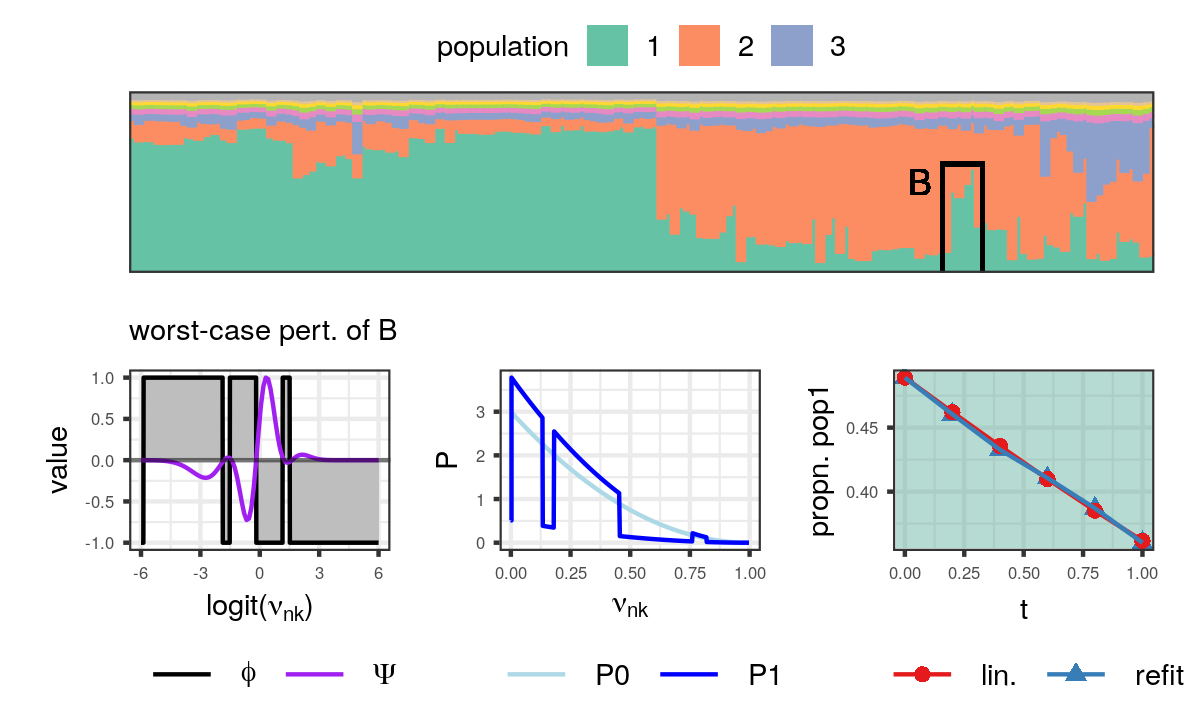 population 1 2 3
B
worst-case pert. of B
value
1.0
0.5
0.0
-0.5
-1.0
-6 -3 0 3 6
logit(νnk)
P
3
2
1
0
0.00 0.25 0.50 0.75 1.00
νnk
propn. pop1
0.45
0.40
0.00 0.25 0.50 0.75 1.00
t
ϕ Ψ P0 P1 lin. refit